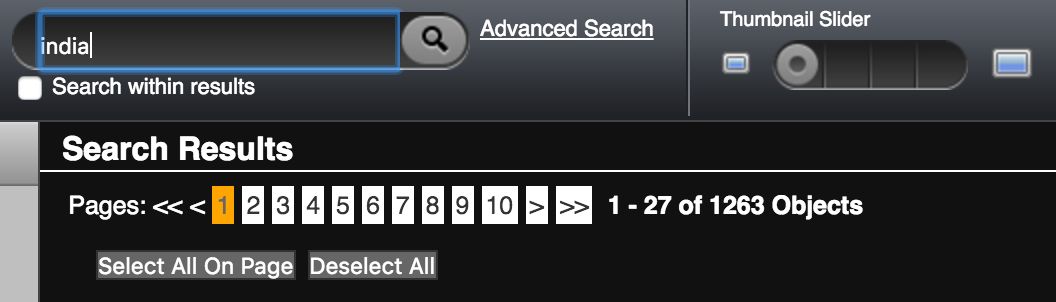 india Advanced Search Thumbnail Slider
Search within results
Search Results
Pages: << < 1 2 3 4 5 6 7 8 9 10 > >> 1 - 27 of 1263 Objects
Select All On Page Deselect All